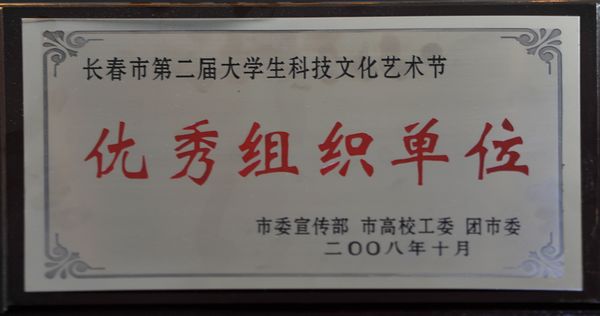 长春市第二届大学生科技文化艺术节
优秀组织单位
市委宣传部 市高校工委 团市委
二〇〇八年十月